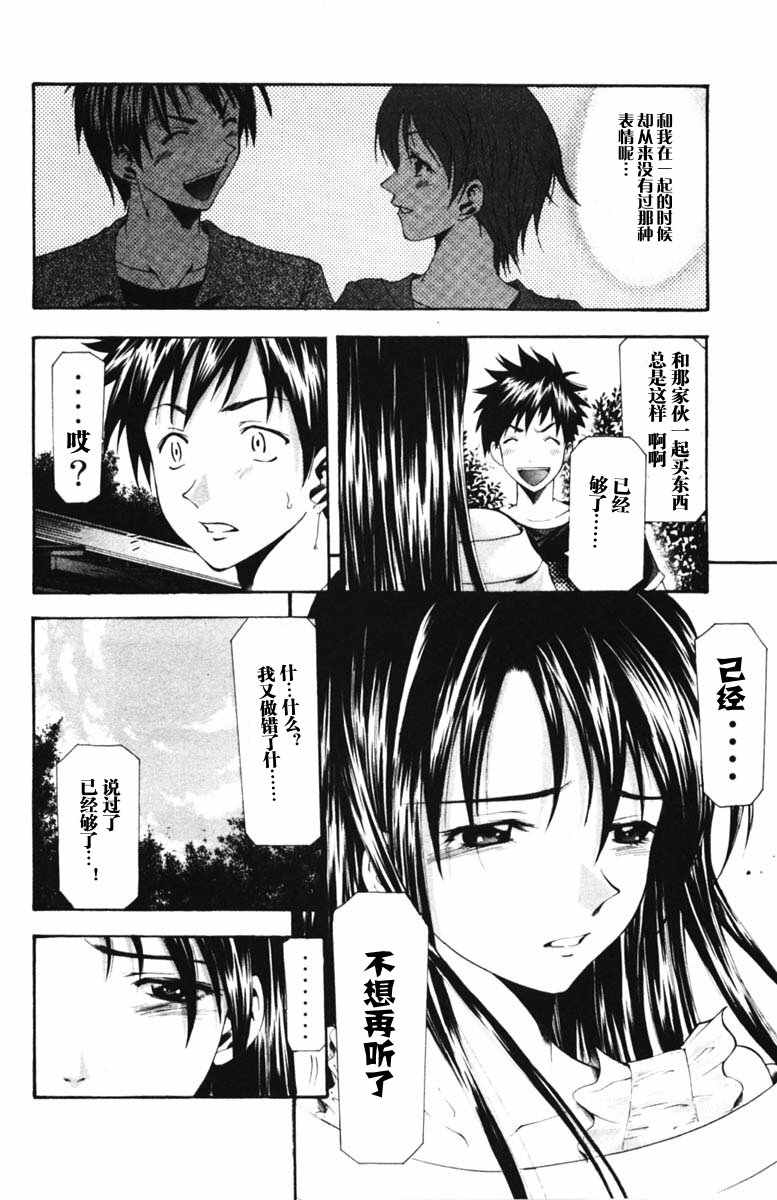 和我在一起的时候
却从来没有过那种
表情呢…
和那家伙一起买东西
总是这样 啊啊
已经
够了……
……
哎？
已经……
不想再听了
什…什么？
我又做错了什……
说过了
已经够了…！
………